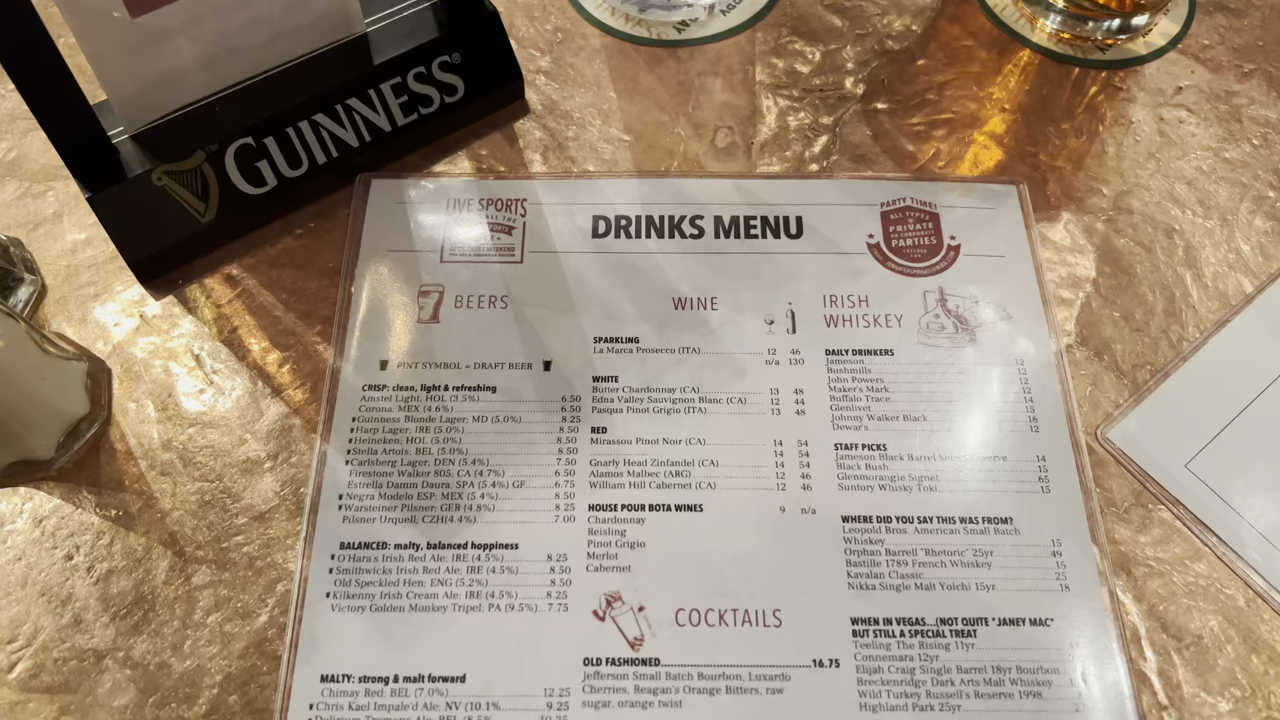 GUINNESS®
LIVE SPORTS
ALL THE
DRINKS MENU
PARTY TIME!
ALL TYPES
OF
PRIVATE
OR CORPORATE
PARTIES
CATERED
FOR
BEERS
PINT SYMBOL = DRAFT BEER
CRISP: clean, light & refreshing
Amstel Light; HOL (3.5%) 6.50
Corona; MEX (4.6%) 6.50
Guinness Blonde Lager; MD (5.0%) 8.25
Harp Lager; IRE (5.0%) 8.50
Heineken; HOL (5.0%) 8.50
Stella Artois; BEL (5.0%) 8.50
Carlsberg Lager; DEN (5.4%) 7.50
Firestone Walker 805; CA (4.7%) 6.50
Estrella Damm Daura; SPA (5.4%) GF 6.75
Negra Modelo ESP; MEX (5.4%) 8.50
Warsteiner Pilsner; GER (4.8%) 8.25
Pilsner Urquell; CZH(4.4%) 7.00
BALANCED: malty, balanced hoppiness
O'Hara's Irish Red Ale; IRE (4.5%) 8.25
Smithwicks Irish Red Ale; IRE (4.5%) 8.50
Old Speckled Hen; ENG (5.2%) 8.50
Kilkenny Irish Cream Ale; IRE (4.5%) 8.25
Victory Golden Monkey Tripel; PA (9.5%) 7.75
MALTY: strong & malt forward
Chimay Red; BEL (7.0%) 12.25
Chris Kael Impale'd Ale; NV (10.1% 9.25
Delirium Tremens Ale; BEL (8.5% 10.25
WINE
SPARKLING
La Marca Prosecco (ITA) 12 46
n/a 130
WHITE
Butter Chardonnay (CA) 13 48
Edna Valley Sauvignon Blanc (CA) 12 44
Pasqua Pinot Grigio (ITA) 13 48
RED
Mirassou Pinot Noir (CA) 14 54
14 54
Gnarly Head Zinfandel (CA) 14 54
Alamos Malbec (ARG) 12 46
William Hill Cabernet (CA) 12 46
HOUSE POUR BOTA WINES 9 n/a
Chardonnay
Reisling
Pinot Grigio
Merlot
Cabernet
COCKTAILS
OLD FASHIONED 16.75
Jefferson Small Batch Bourbon, Luxardo
Cherries, Reagan's Orange Bitters, raw
sugar, orange twist
IRISH
WHISKEY
DAILY DRINKERS
Jameson 12
Bushmills 12
John Powers 12
Maker's Mark 12
Buffalo Trace 14
Glenlivet 15
Johnny Walker Black 16
Dewar's 12
STAFF PICKS
Jameson Black Barrel Reserve 14
Black Bush 15
Glenmorangie Signet 65
Suntory Whisky Toki 15
WHERE DID YOU SAY THIS WAS FROM?
Leopold Bros. American Small Batch
Whiskey 15
Orphan Barrell "Rhetoric" 25yr 49
Bastille 1789 French Whiskey 15
Kavalan Classic 25
Nikka Single Malt Yoichi 15yr 18
WHEN IN VEGAS...(NOT QUITE "JANEY MAC"
BUT STILL A SPECIAL TREAT
Teeling The Rising 11yr
Connemara 12yr
Elijah Craig Single Barrel 18yr Bourbon
Breckenridge Dark Arts Malt Whiskey
Wild Turkey Russell's Reserve 1998
Highland Park 25yr